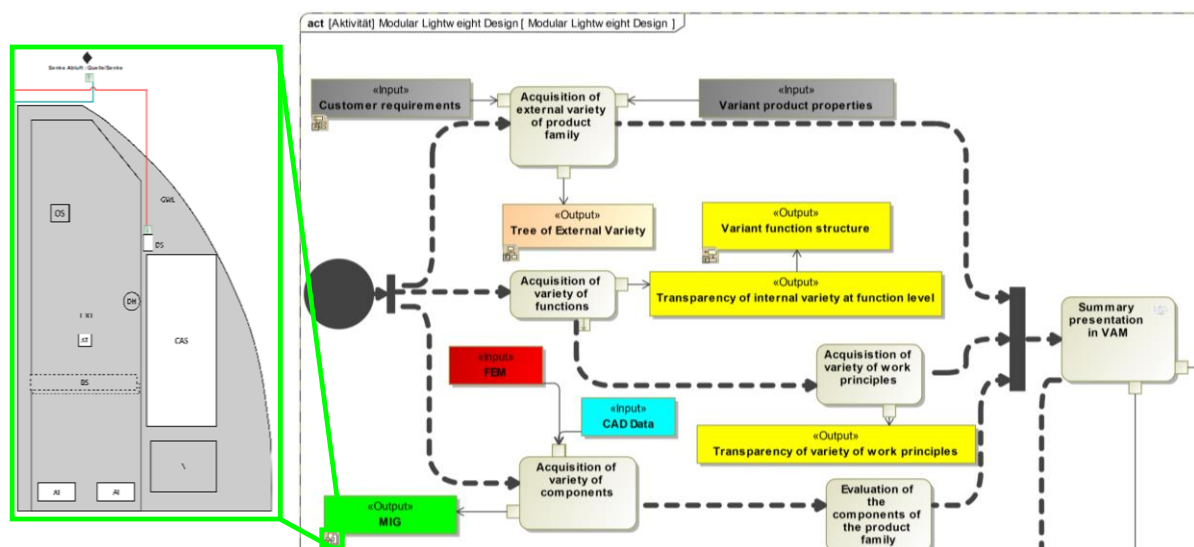 act [Aktivität] Modular Lightweight Design [ Modular Lightweight Design ]
Senke Abluft : Quelle/Senke
GWL
OS
DS
DH
CAS
DS
AI
AI
«Input»
Customer requirements
Acquisition of
external variety
of product
family
«Input»
Variant product properties
«Output»
Tree of External Variety
«Output»
Variant function structure
Acquisition of
variety of
functions
«Output»
Transparency of internal variety at function level
Summary
presentation
in VAM
«Input»
FEM
Acquisistion of
variety of work
principles
«Input»
CAD Data
«Output»
Transparency of variety of work principles
Acquisition of
variety of
components
Evaluation of
the
components of
the product
family
«Output»
MIG